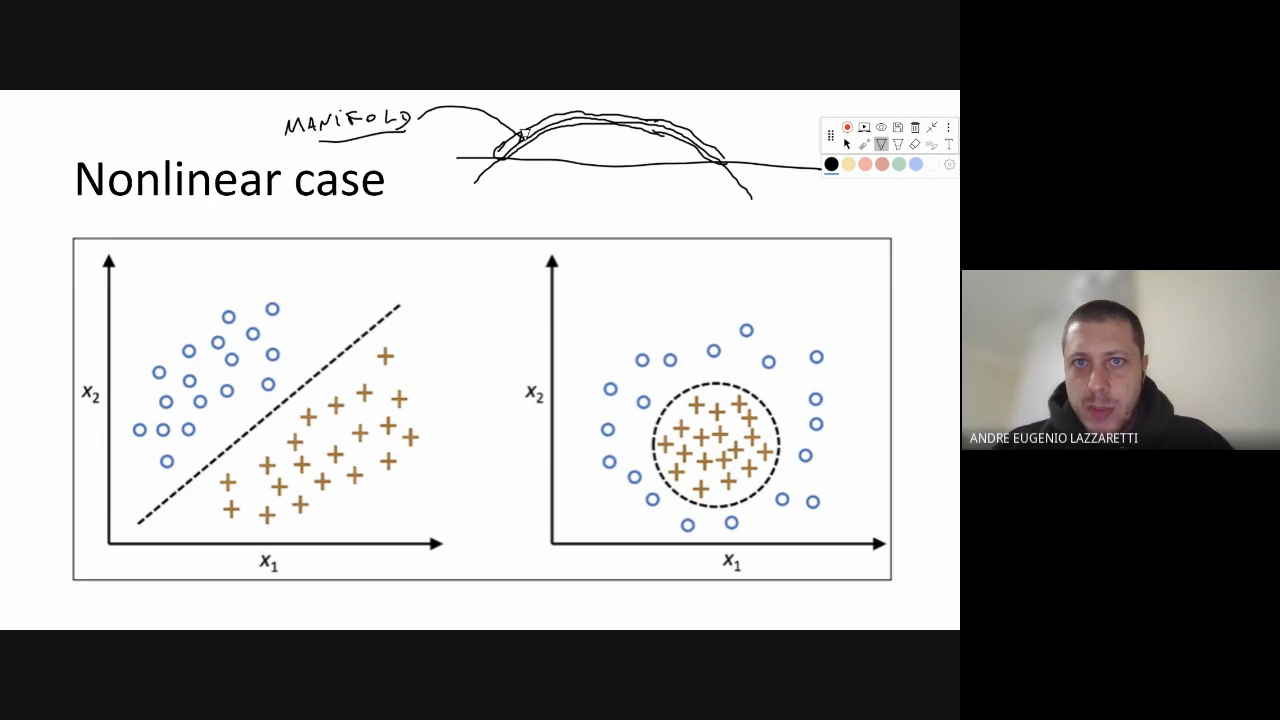 MANIFOLD
Nonlinear case
x₂
x₁
x₂
x₁
ANDRE EUGENIO LAZZARETTI